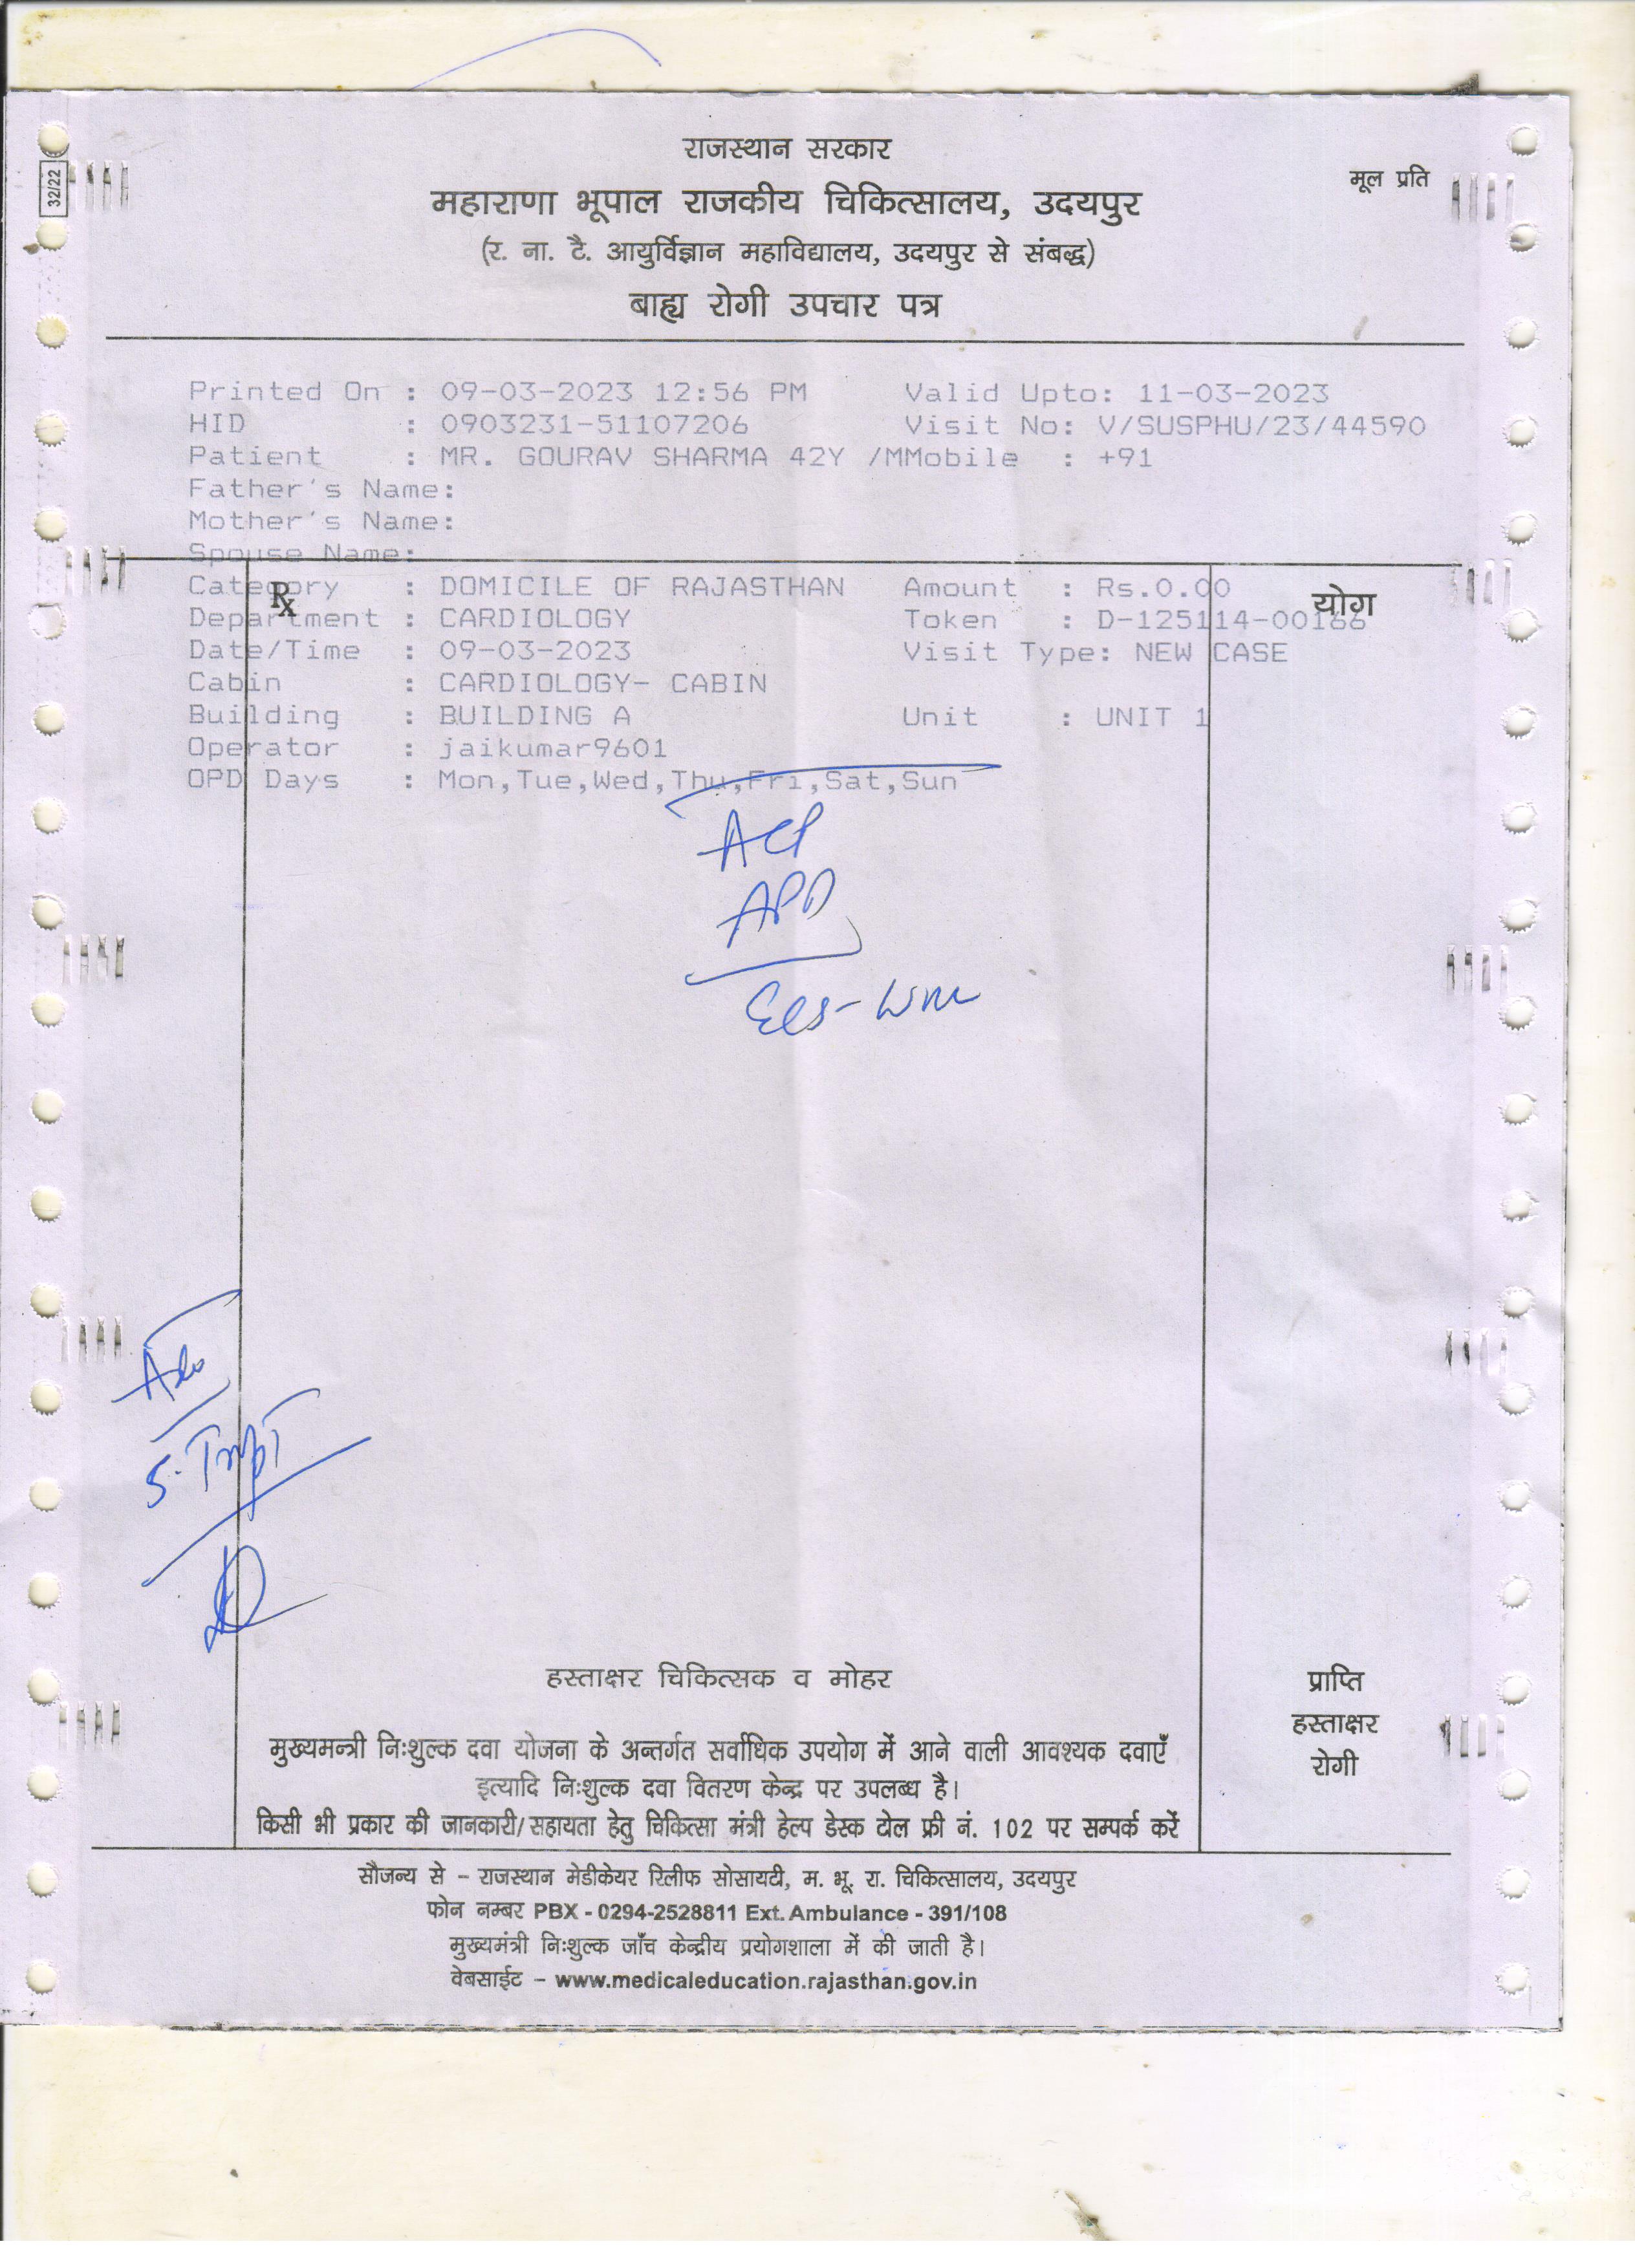 राजस्थान सरकार
मूल प्रति
32/22
महाराणा भूपाल राजकीय चिकित्सालय, उदयपुर
(र. ना. टै. आयुर्विज्ञान महाविद्यालय, उदयपुर से संबद्ध)
बाह्य रोगी उपचार पत्र
Printed On : 09-03-2023 12:56 PM Valid Upto: 11-03-2023
HID : 0903231-51107206 Visit No: V/SUSPHU/23/44590
Patient : MR. GOURAV SHARMA 42Y /MMobile : +91
Father's Name:
Mother's Name:
Spouse Name:
Category : DOMICILE OF RAJASTHAN Amount : Rs.0.00
℞ योग
Department : CARDIOLOGY Token : D-125114-00166
Date/Time : 09-03-2023 Visit Type: NEW CASE
Cabin : CARDIOLOGY- CABIN
Building : BUILDING A Unit : UNIT 1
Operator : jaikumar9601
OPD Days : Mon,Tue,Wed,Thu,Fri,Sat,Sun
हस्ताक्षर चिकित्सक व मोहर
प्राप्ति
हस्ताक्षर
रोगी
मुख्यमन्त्री निःशुल्क दवा योजना के अन्तर्गत सर्वाधिक उपयोग में आने वाली आवश्यक दवाएँ
इत्यादि निःशुल्क दवा वितरण केन्द्र पर उपलब्ध है।
किसी भी प्रकार की जानकारी/सहायता हेतु चिकित्सा मंत्री हेल्प डेस्क टोल फ्री नं. 102 पर सम्पर्क करें
सौजन्य से – राजस्थान मेडीकेयर रिलीफ सोसायटी, म. भू. रा. चिकित्सालय, उदयपुर
फोन नम्बर PBX - 0294-2528811 Ext. Ambulance - 391/108
मुख्यमंत्री निःशुल्क जाँच केन्द्रीय प्रयोगशाला में की जाती है।
वेबसाईट – www.medicaleducation.rajasthan.gov.in